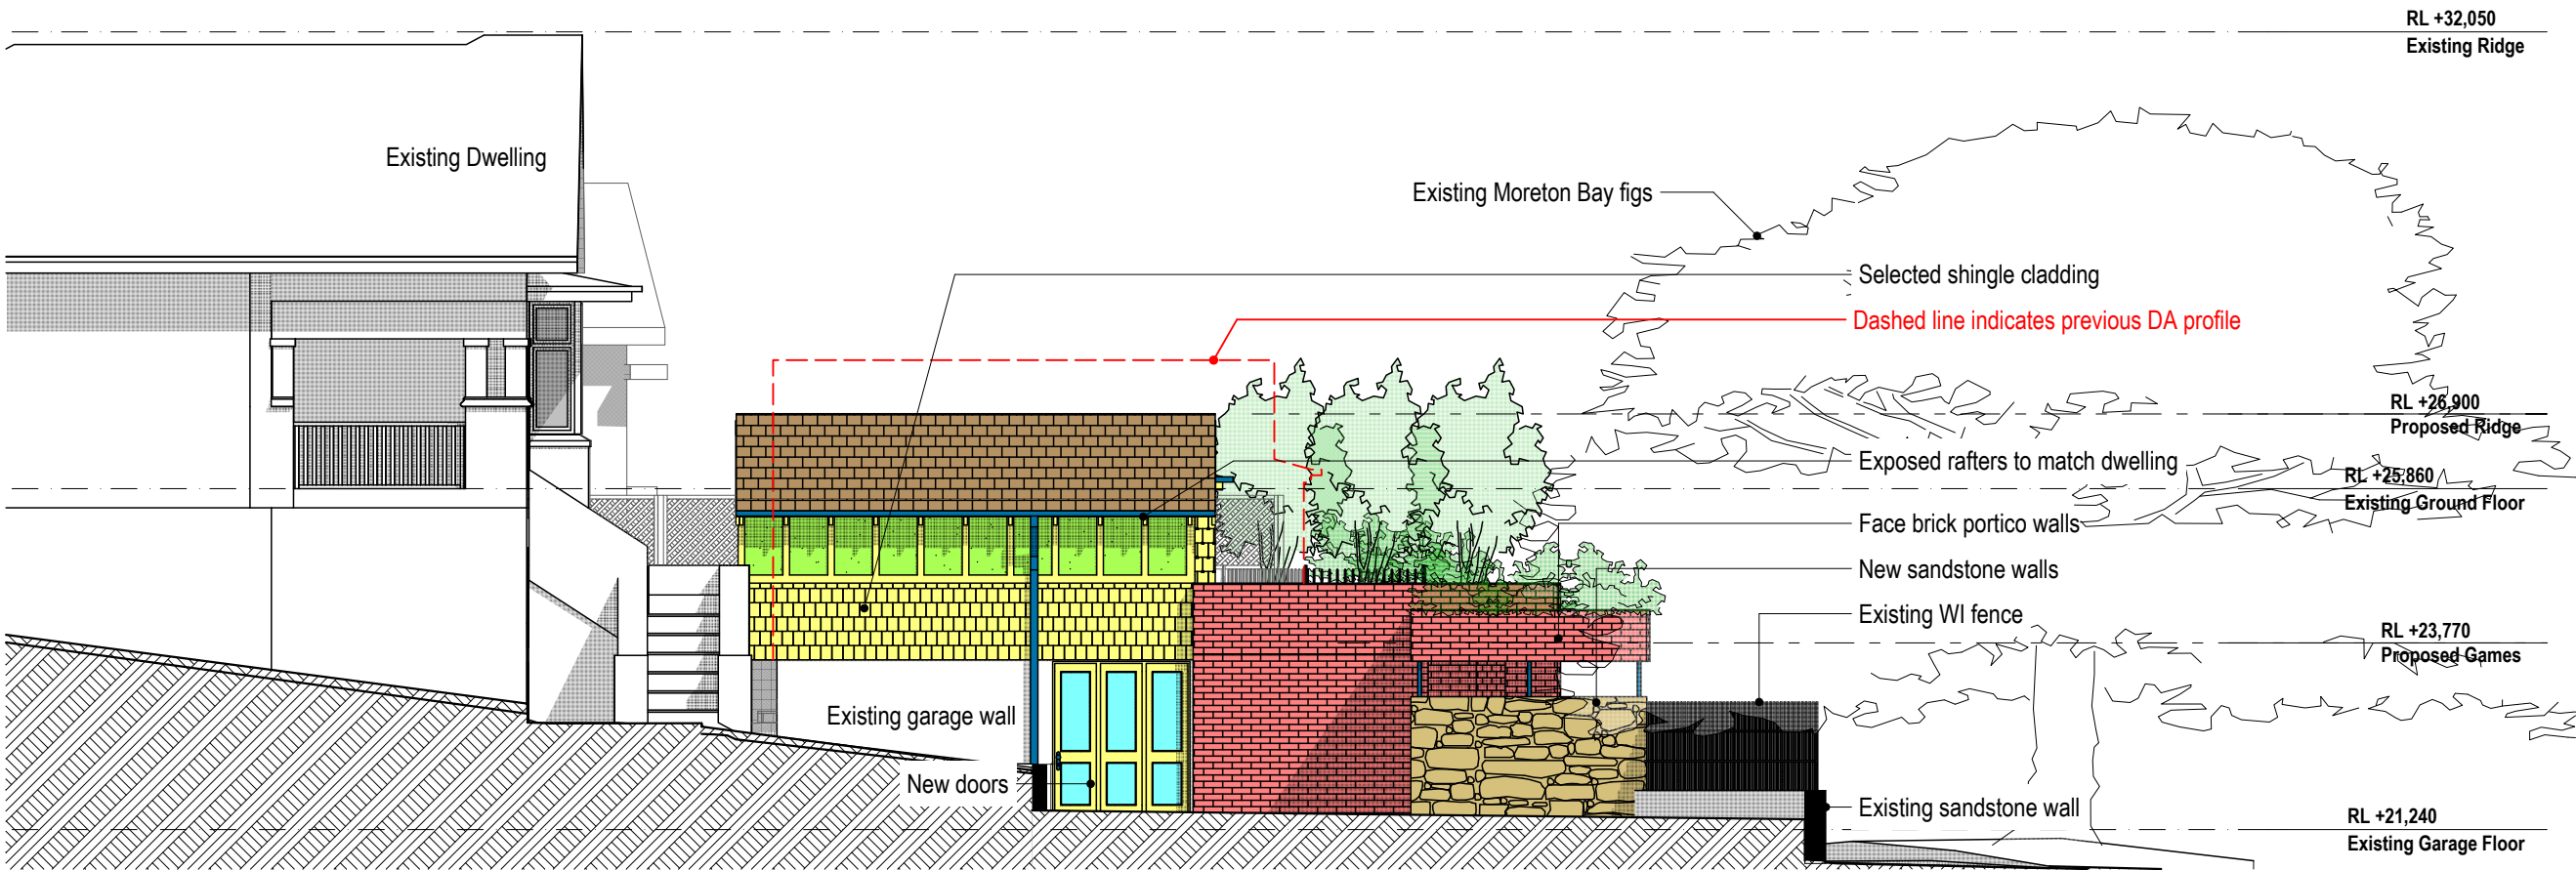 RL +32,050
Existing Ridge
Existing Dwelling
Existing Moreton Bay figs
Selected shingle cladding
Dashed line indicates previous DA profile
RL +26,900
Proposed Ridge
Exposed rafters to match dwelling
RL +25,860
Existing Ground Floor
Face brick portico walls
New sandstone walls
Existing WI fence
RL +23,770
Proposed Games
Existing garage wall
New doors
Existing sandstone wall
RL +21,240
Existing Garage Floor